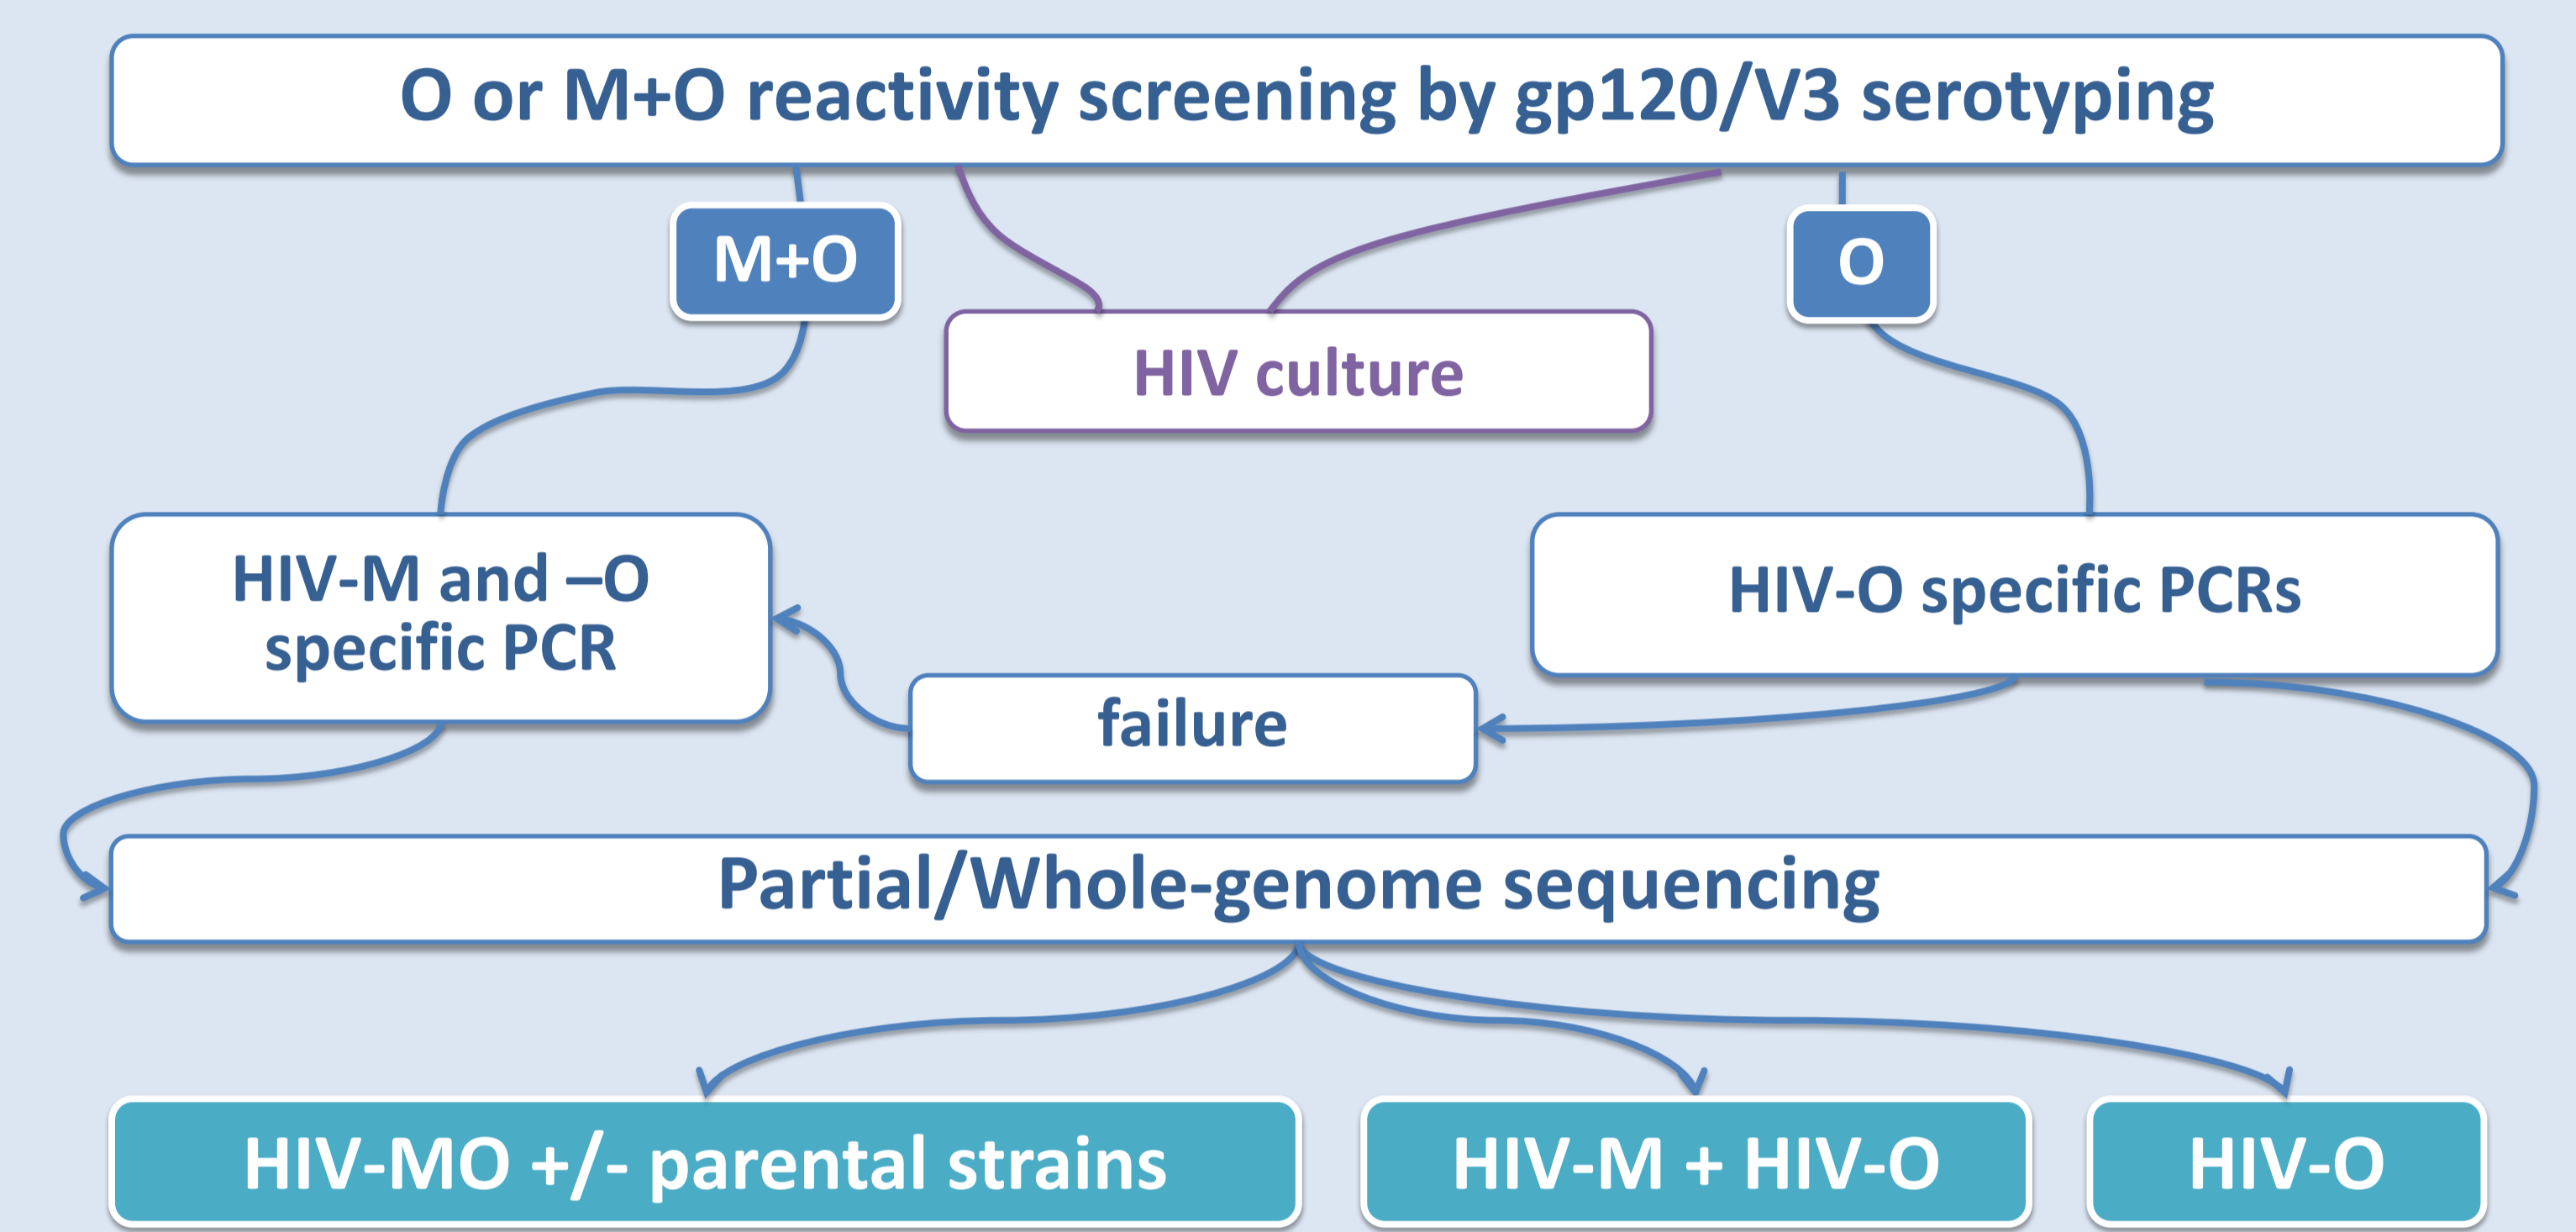 O or M+O reactivity screening by gp120/V3 serotyping
M+O
O
HIV culture
HIV-M and –O
specific PCR
HIV-O specific PCRs
failure
Partial/Whole-genome sequencing
HIV-MO +/- parental strains
HIV-M + HIV-O
HIV-O